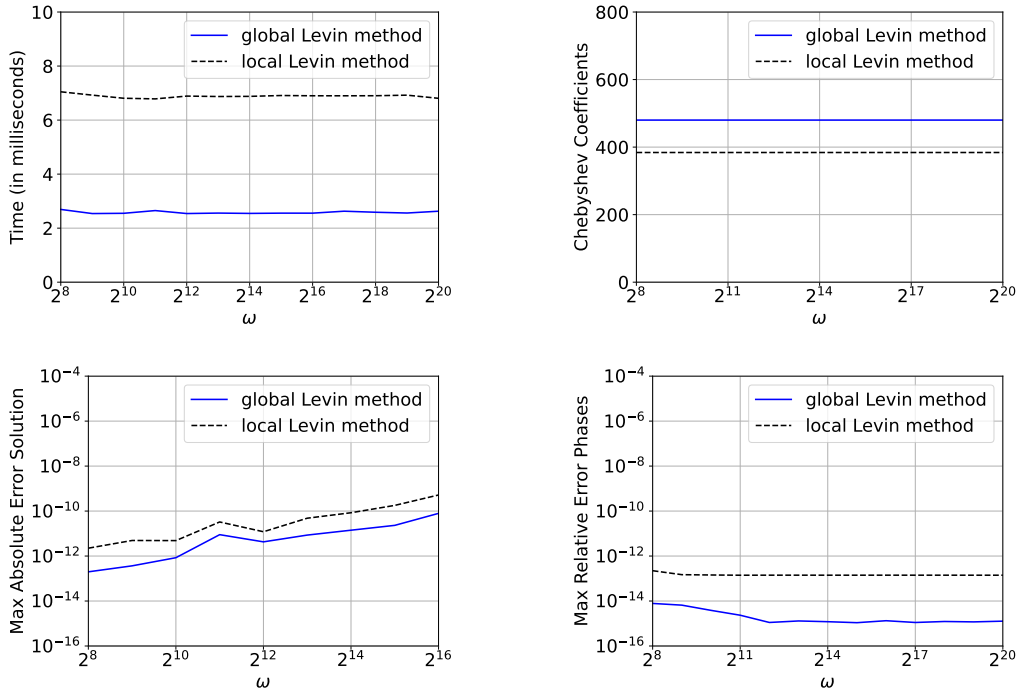 Time (in milliseconds)
10
8
6
4
2
0
global Levin method
local Levin method
2^8 2^10 2^12 2^14 2^16 2^18 2^20
ω
Chebyshev Coefficients
800
600
400
200
0
global Levin method
local Levin method
2^8 2^11 2^14 2^17 2^20
ω
Max Absolute Error Solution
10^−4
10^−6
10^−8
10^−10
10^−12
10^−14
10^−16
global Levin method
local Levin method
2^8 2^10 2^12 2^14 2^16
ω
Max Relative Error Phases
10^−4
10^−6
10^−8
10^−10
10^−12
10^−14
10^−16
global Levin method
local Levin method
2^8 2^11 2^14 2^17 2^20
ω